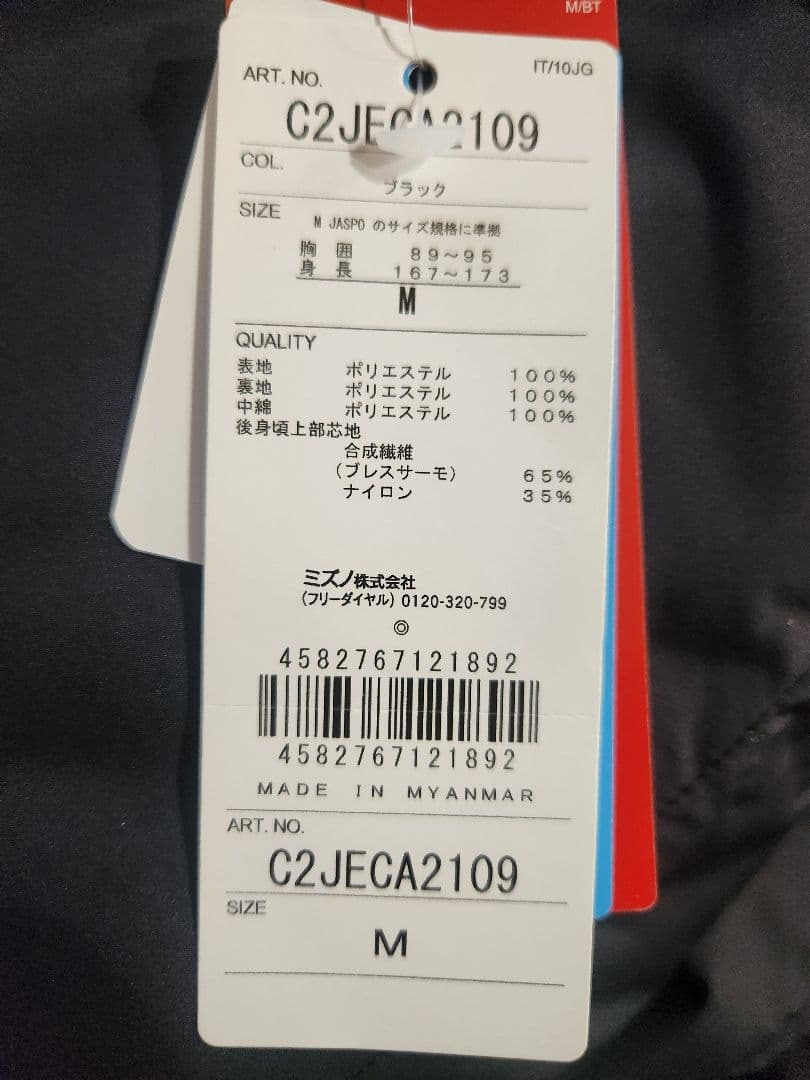 M/BT
IT/10JG
ART. NO.
C2JECA2109
COL.
ブラック
SIZE
M JASPO のサイズ規格に準拠
胸 囲 89～95
身 長 167～173
M
QUALITY
表地 ポリエステル 100%
裏地 ポリエステル 100%
中綿 ポリエステル 100%
後身頃上部芯地
合成繊維
(ブレスサーモ) 65%
ナイロン 35%
ミズノ株式会社
(フリーダイヤル) 0120-320-799
◎
4582767121892
4582767121892
MADE IN MYANMAR
ART. NO.
C2JECA2109
SIZE
M